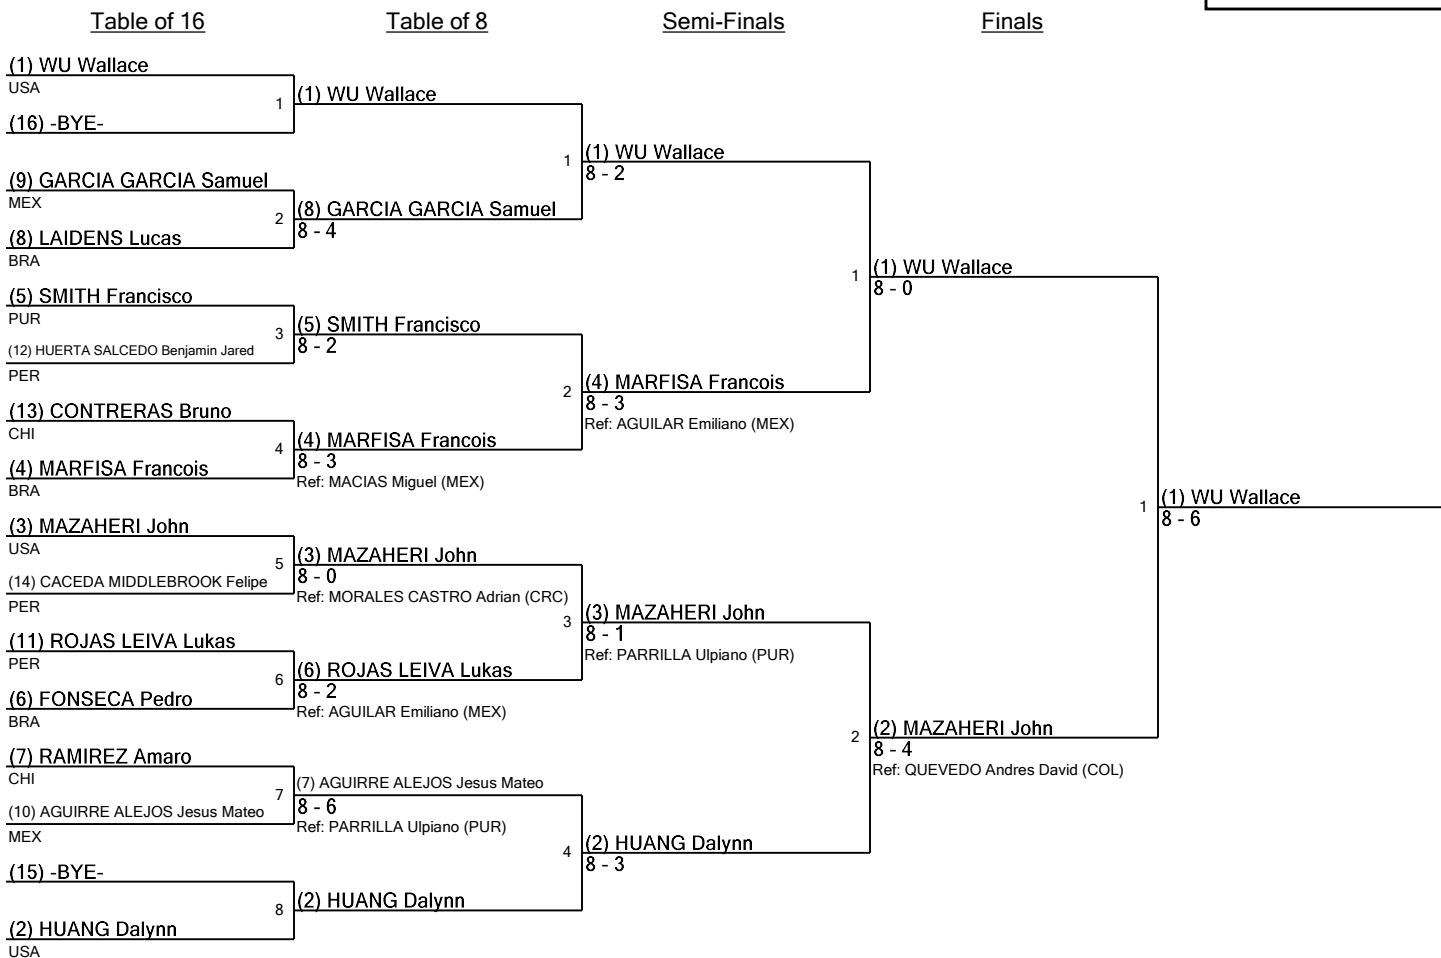 Table of 16
Table of 8
Semi-Finals
Finals
(1) WU Wallace
USA
1
(16) -BYE-
(9) GARCIA GARCIA Samuel
MEX
2
(8) LAIDENS Lucas
BRA
(5) SMITH Francisco
PUR
3
(12) HUERTA SALCEDO Benjamin Jared
PER
(13) CONTRERAS Bruno
CHI
4
(4) MARFISA Francois
BRA
(3) MAZAHERI John
USA
5
(14) CACEDA MIDDLEBROOK Felipe
PER
(11) ROJAS LEIVA Lukas
PER
6
(6) FONSECA Pedro
BRA
(7) RAMIREZ Amaro
CHI
7
(10) AGUIRRE ALEJOS Jesus Mateo
MEX
(15) -BYE-
8
(2) HUANG Dalynn
USA
(1) WU Wallace
1
(8) GARCIA GARCIA Samuel
8 - 4
(5) SMITH Francisco
8 - 2
2
(4) MARFISA Francois
8 - 3
Ref: MACIAS Miguel (MEX)
(3) MAZAHERI John
8 - 0
Ref: MORALES CASTRO Adrian (CRC)
3
(6) ROJAS LEIVA Lukas
8 - 2
Ref: AGUILAR Emiliano (MEX)
(7) AGUIRRE ALEJOS Jesus Mateo
8 - 6
Ref: PARRILLA Ulpiano (PUR)
4
(2) HUANG Dalynn
(1) WU Wallace
8 - 2
1
(4) MARFISA Francois
8 - 3
Ref: AGUILAR Emiliano (MEX)
(3) MAZAHERI John
8 - 1
Ref: PARRILLA Ulpiano (PUR)
2
(2) HUANG Dalynn
8 - 3
(1) WU Wallace
8 - 0
1
(2) MAZAHERI John
8 - 4
Ref: QUEVEDO Andres David (COL)
(1) WU Wallace
8 - 6